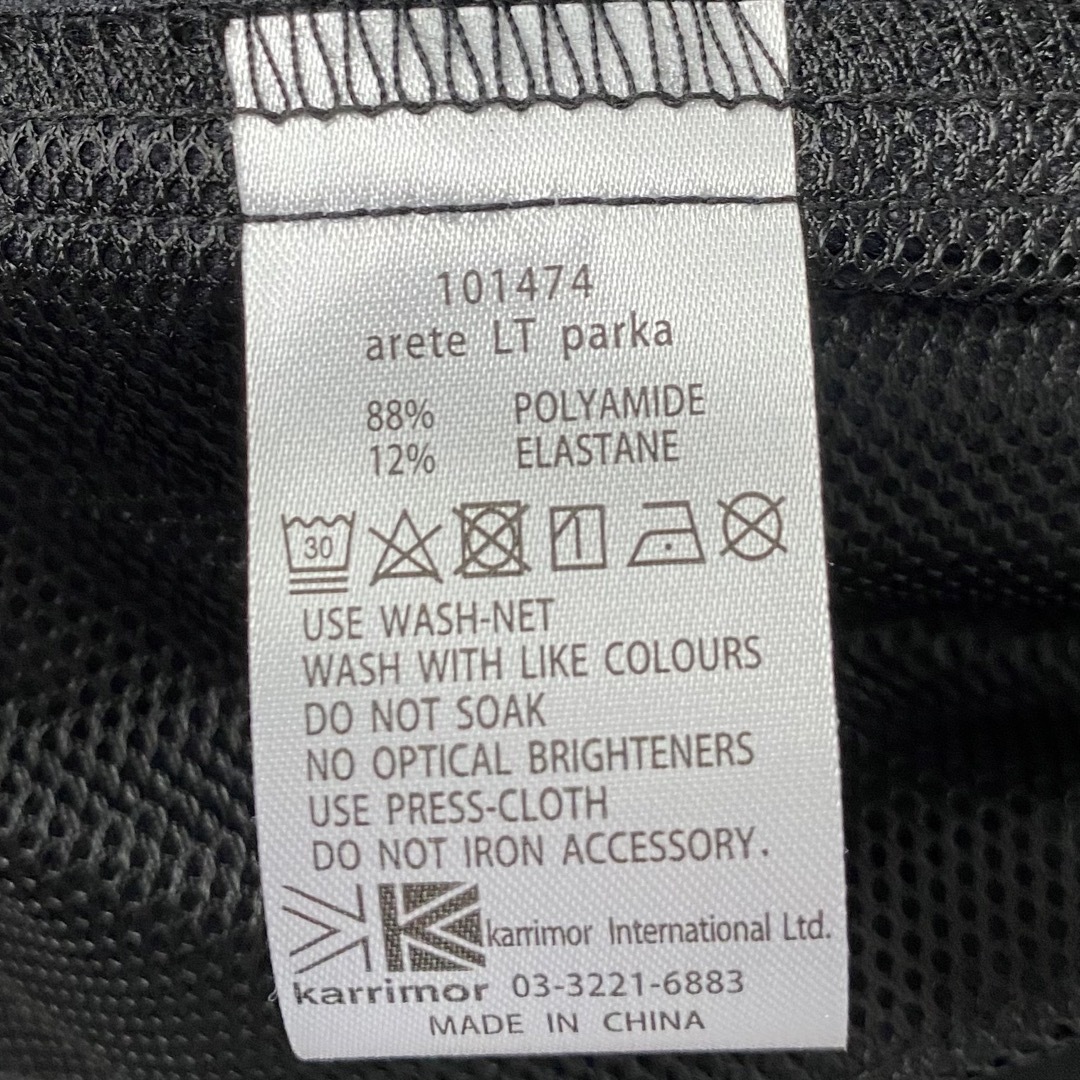 101474
arete LT parka
88% POLYAMIDE
12% ELASTANE
30
USE WASH-NET
WASH WITH LIKE COLOURS
DO NOT SOAK
NO OPTICAL BRIGHTENERS
USE PRESS-CLOTH
DO NOT IRON ACCESSORY.
karrimor International Ltd.
karrimor 03-3221-6883
MADE IN CHINA